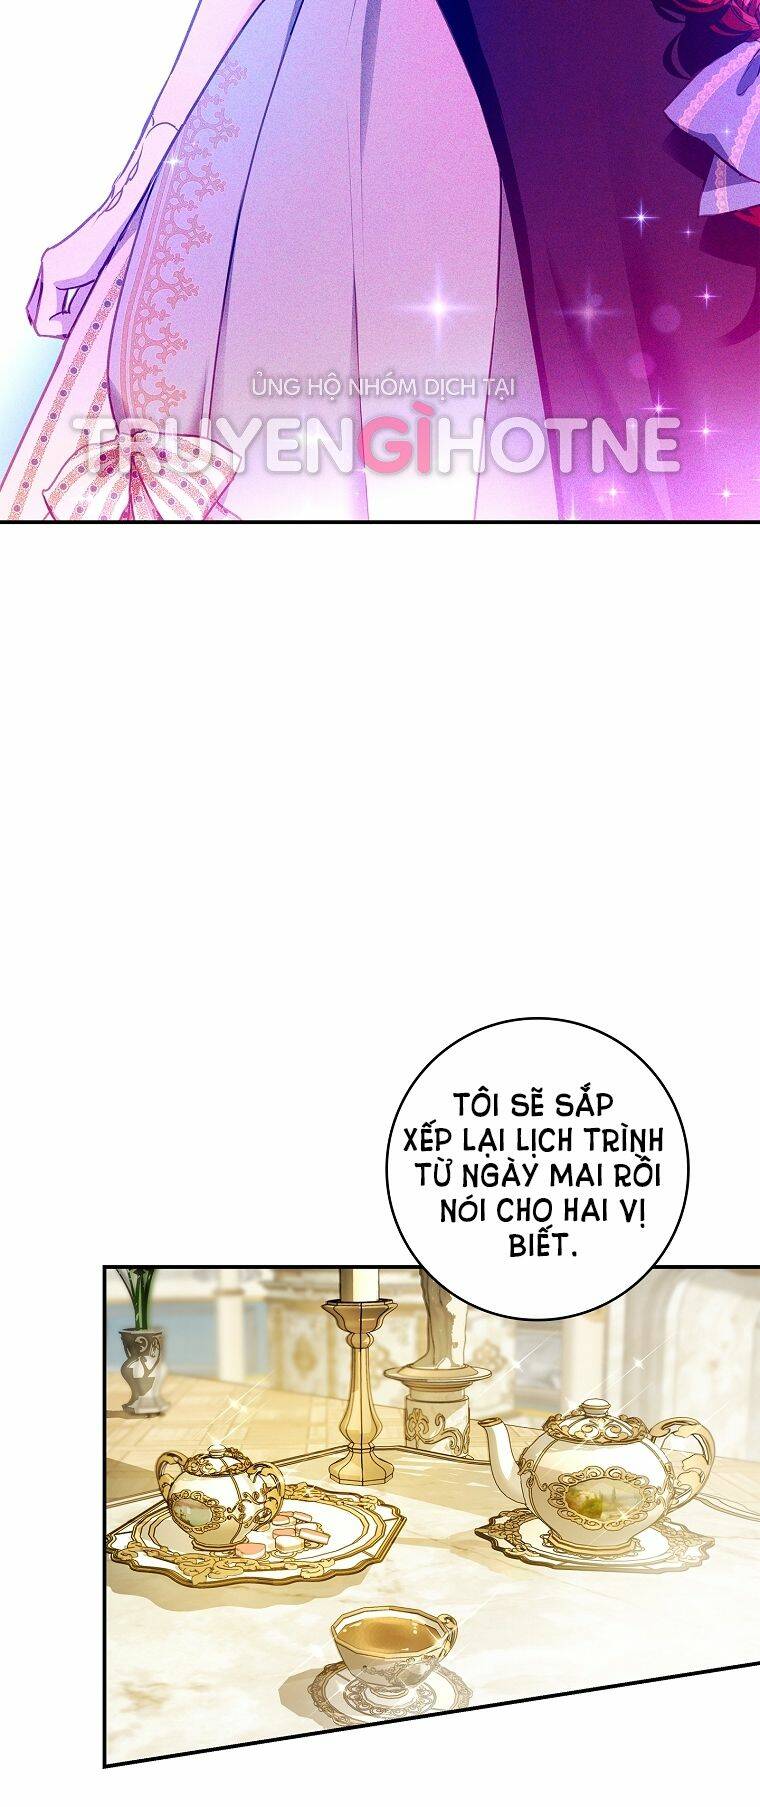 ỦNG HỘ NHÓM DỊCH TẠI
TRUYENGÌHOTNE
TÔI SẼ SẮP
XẾP LẠI LỊCH TRÌNH
TỪ NGÀY MAI RỒI
NÓI CHO HAI VỊ
BIẾT.